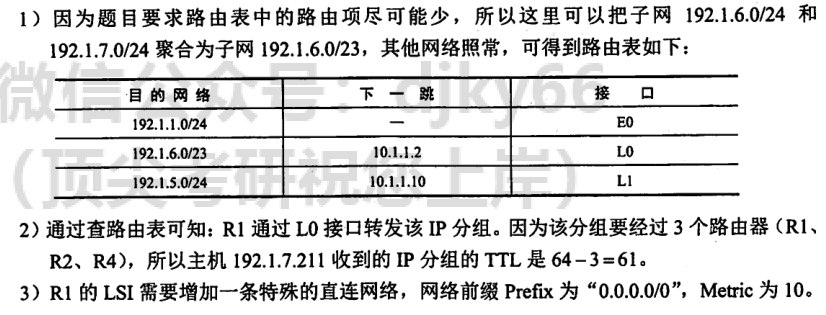 1）因为题目要求路由表中的路由项尽可能少，所以这里可以把子网 192.1.6.0/24 和
192.1.7.0/24 聚合为子网 192.1.6.0/23，其他网络照常，可得到路由表如下：
目的网络 下一跳 接口
192.1.1.0/24 — E0
192.1.6.0/23 10.1.1.2 L0
192.1.5.0/24 10.1.1.10 L1
2）通过查路由表可知：R1 通过 L0 接口转发该 IP 分组。因为该分组要经过 3 个路由器（R1、
R2、R4），所以主机 192.1.7.211 收到的 IP 分组的 TTL 是 64－3=61。
3）R1 的 LSI 需要增加一条特殊的直连网络，网络前缀 Prefix 为“0.0.0.0/0”，Metric 为 10。
微信公众号：djky66
（顶尖考研祝您上岸）